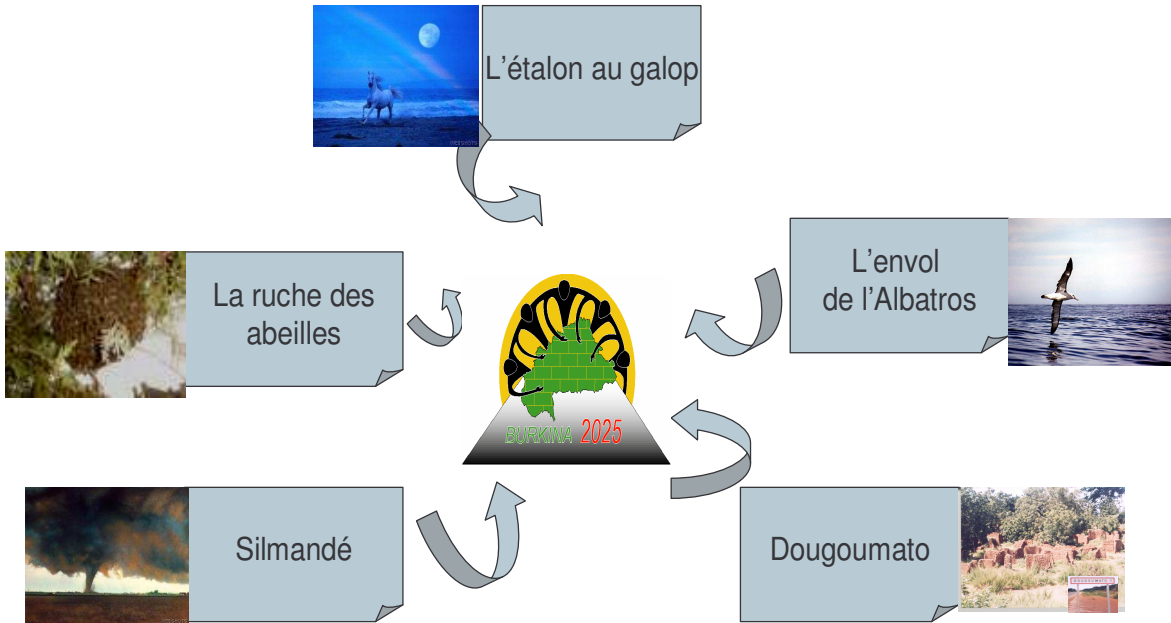 L'étalon au galop
L'envol
de l'Albatros
La ruche des
abeilles
BURKINA 2025
Silmandé
Dougoumato